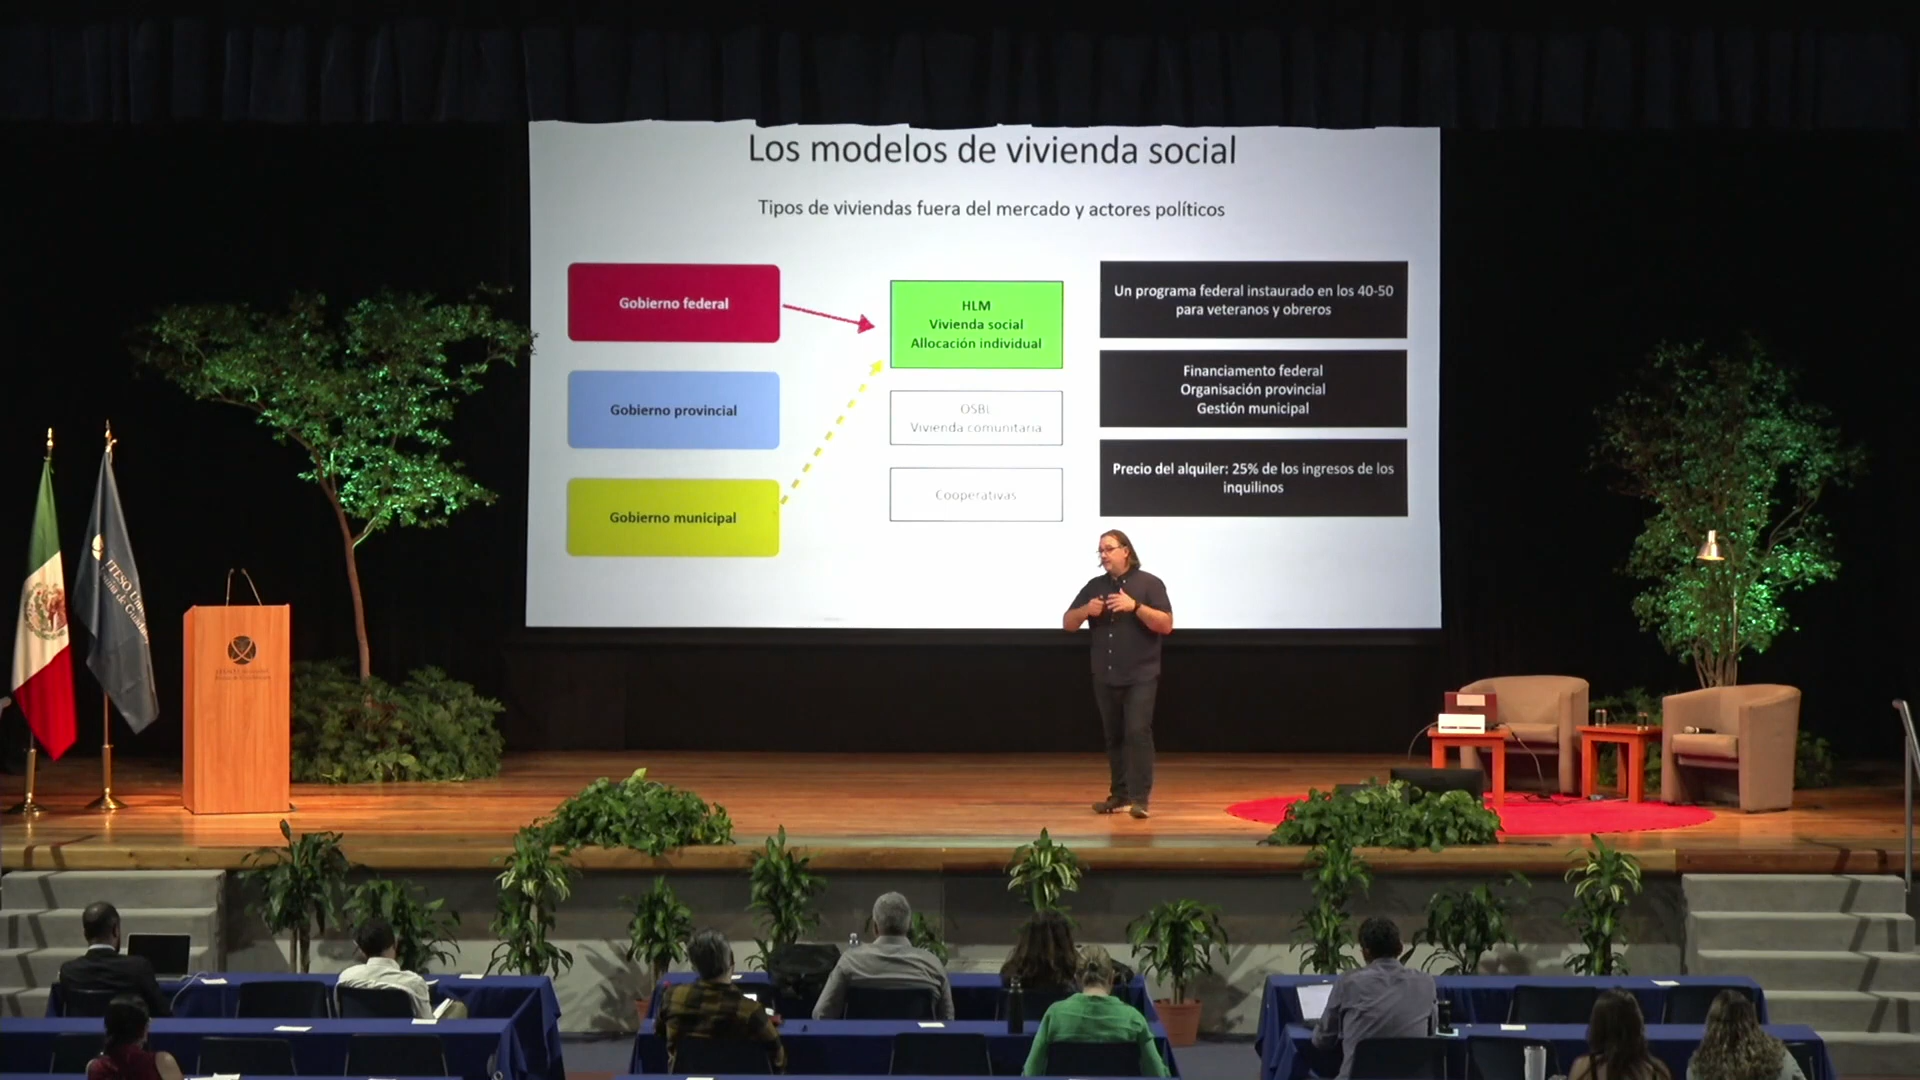 Los modelos de vivienda social
Tipos de viviendas fuera del mercado y actores políticos
Gobierno federal
Gobierno provincial
Gobierno municipal
HLM
Vivienda social
Allocación individual
OSBL
Vivienda comunitaria
Cooperativas
Un programa federal instaurado en los 40-50
para veteranos y obreros
Financiamento federal
Organisación provincial
Gestión municipal
Precio del alquiler: 25% de los ingresos de los
inquilinos
ITESO